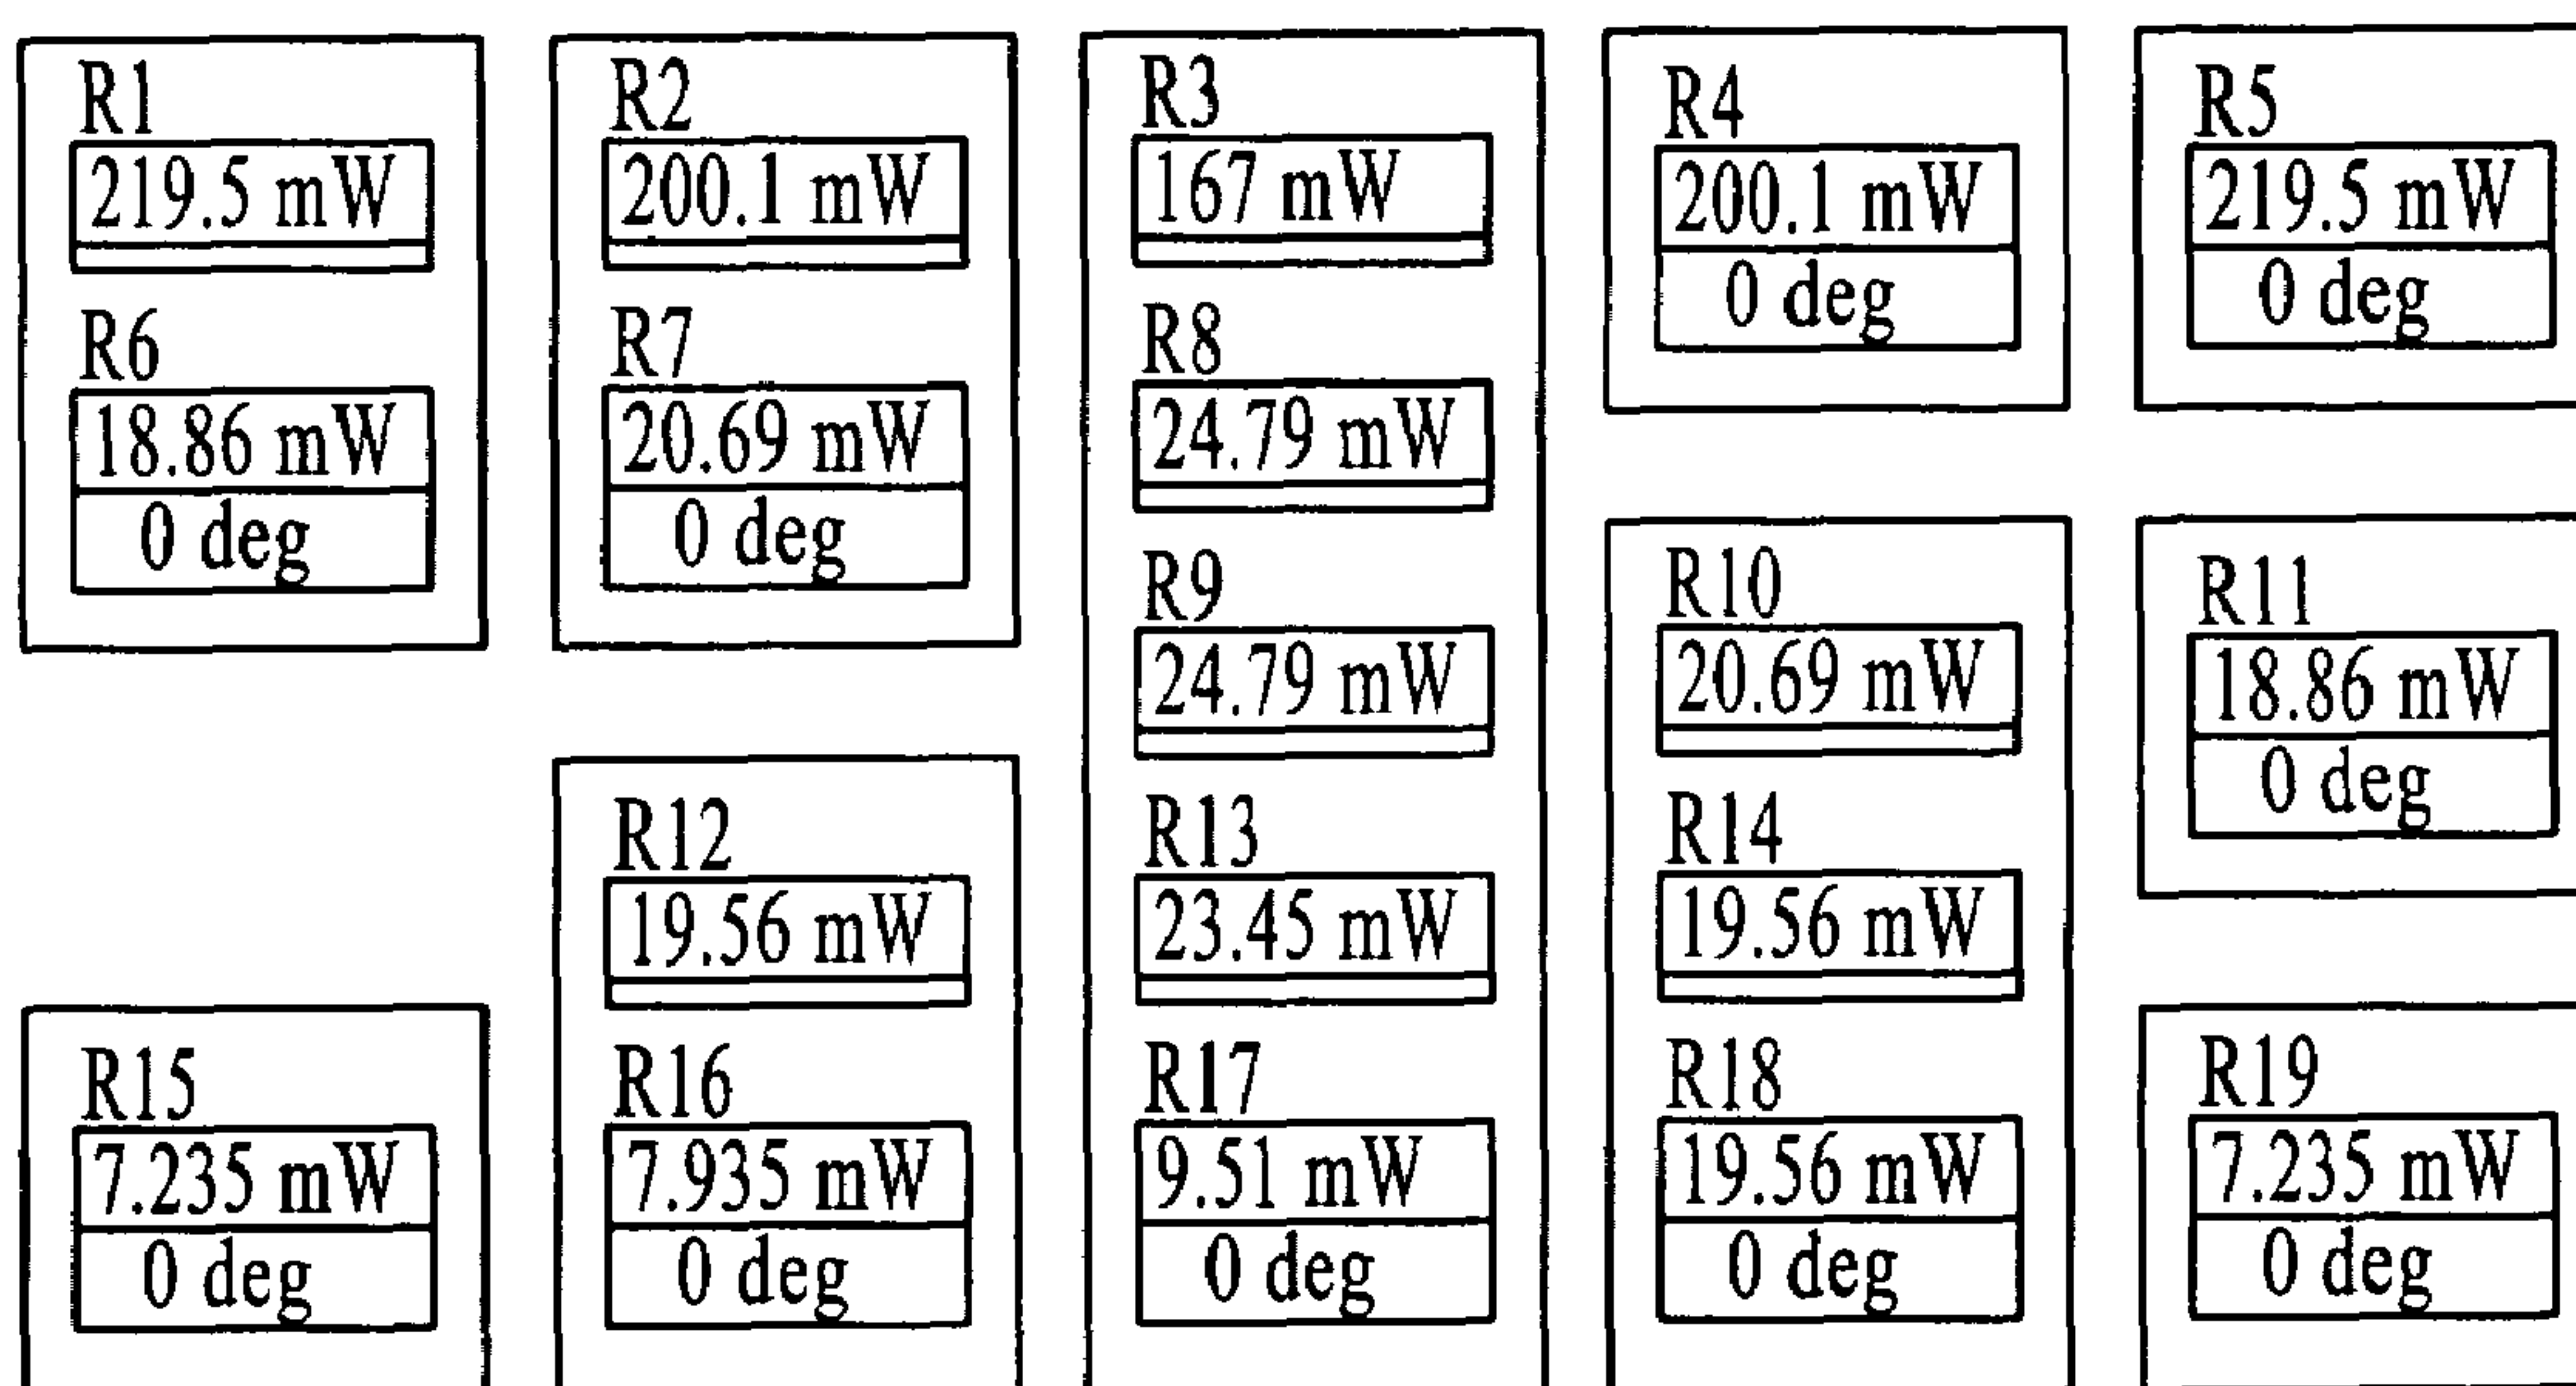 R1
219.5 mW
R6
18.86 mW
0 deg
R2
200.1 mW
R7
20.69 mW
0 deg
R3
167 mW
R8
24.79 mW
R9
24.79 mW
R13
23.45 mW
R17
9.51 mW
0 deg
R4
200.1 mW
0 deg
R5
219.5 mW
0 deg
R10
20.69 mW
R14
19.56 mW
R18
19.56 mW
0 deg
R11
18.86 mW
0 deg
R12
19.56 mW
R16
7.935 mW
0 deg
R15
7.235 mW
0 deg
R19
7.235 mW
0 deg